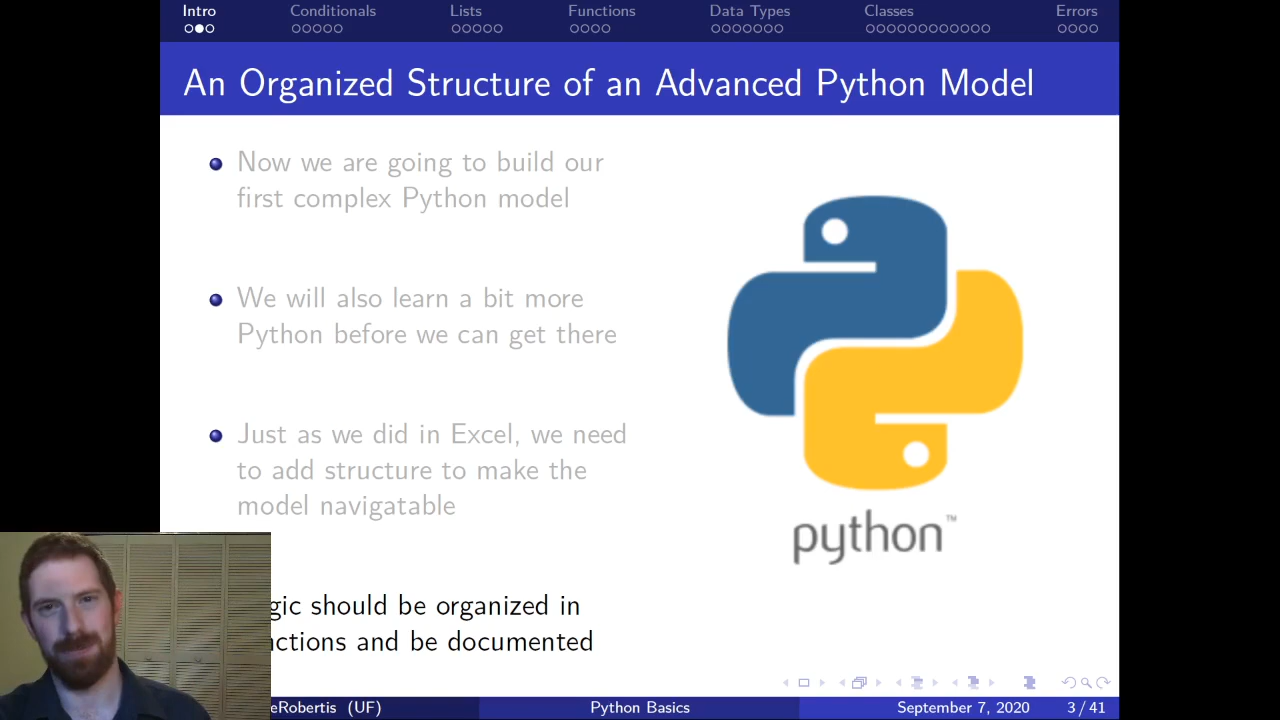 Intro Conditionals Lists Functions Data Types Classes Errors
An Organized Structure of an Advanced Python Model
Now we are going to build our
first complex Python model
We will also learn a bit more
Python before we can get there
Just as we did in Excel, we need
to add structure to make the
model navigatable
should be organized in
and be documented
python™
(UF) Python Basics September 7, 2020 3 / 41